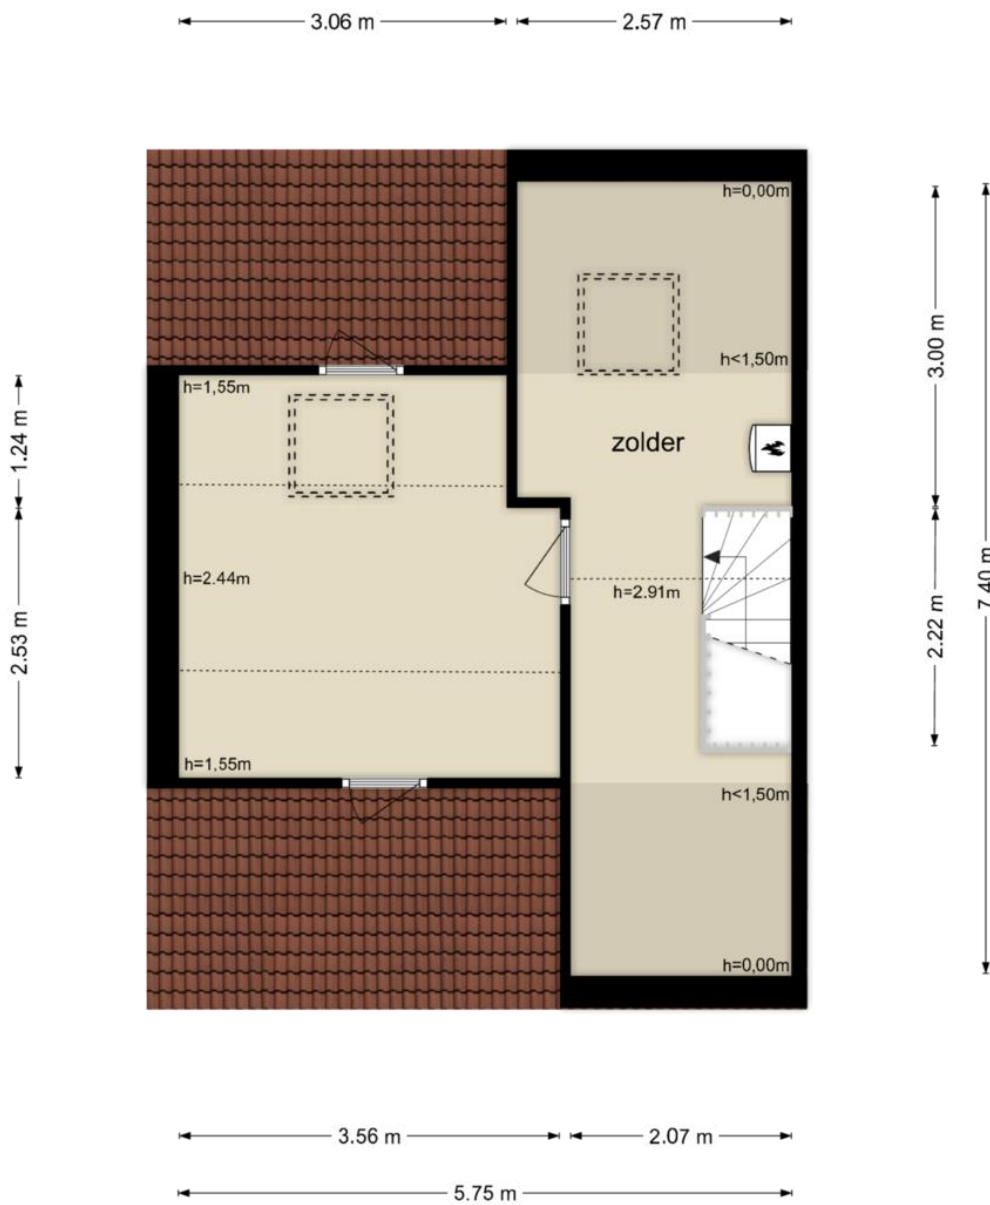 3.06 m
2.57 m
h=0,00m
h<1,50m
3.00 m
7.40 m
h=1,55m
1.24 m
zolder
h=2.44m
h=2.91m
2.53 m
2.22 m
h=1,55m
h<1,50m
h=0,00m
3.56 m
2.07 m
5.75 m